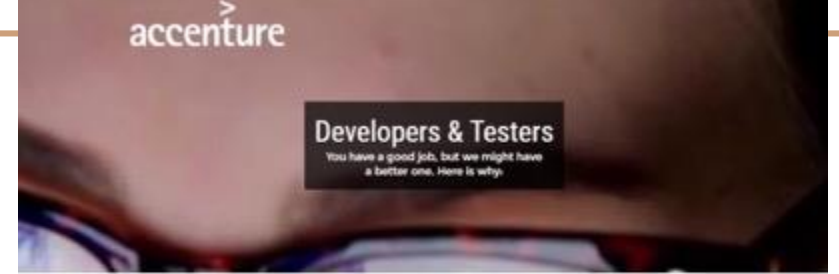 accenture
Developers & Testers
You have a good job, but we might have
a better one. Here is why: